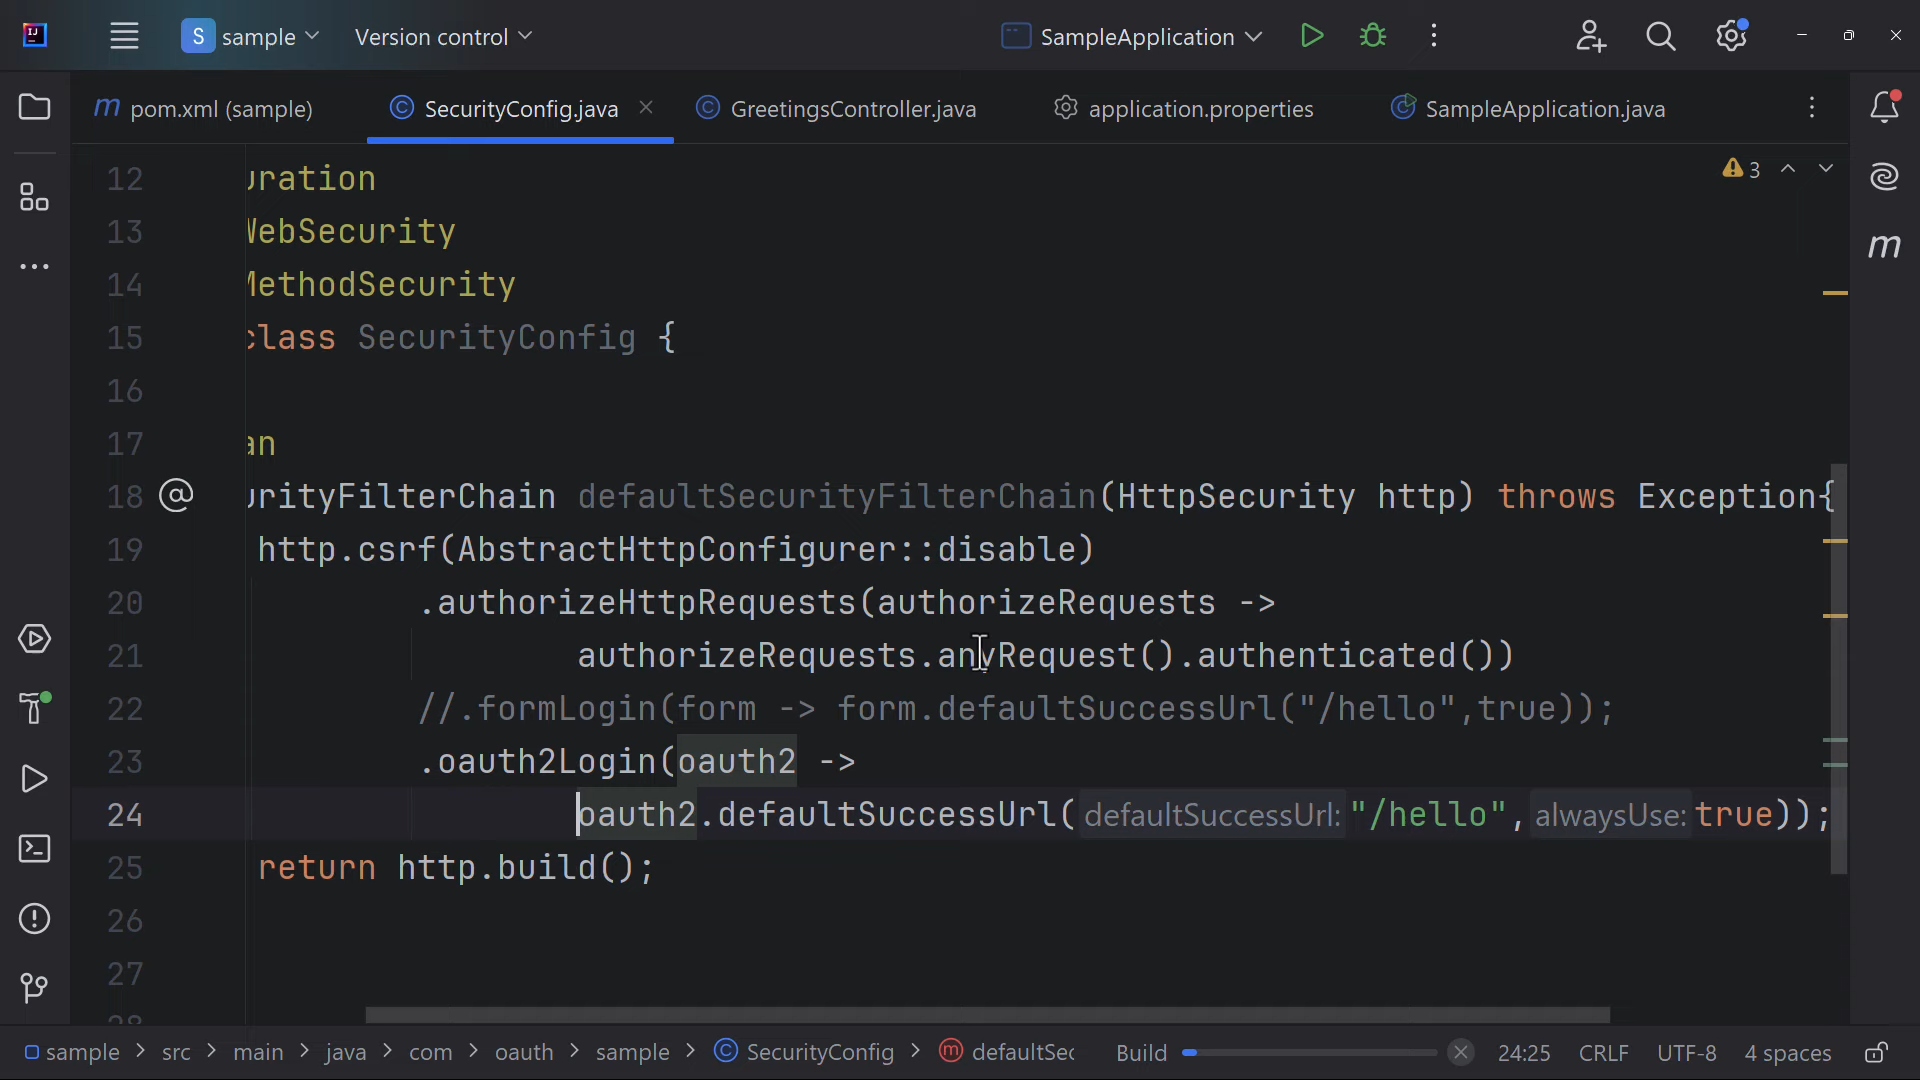 S sample Version control SampleApplication
pom.xml (sample) SecurityConfig.java GreetingsController.java application.properties SampleApplication.java
3
12 uration
13 WebSecurity
14 MethodSecurity
15 class SecurityConfig {
16
17 an
18 urityFilterChain defaultSecurityFilterChain(HttpSecurity http) throws Exception{
19 http.csrf(AbstractHttpConfigurer::disable)
20 .authorizeHttpRequests(authorizeRequests ->
21 authorizeRequests.anyRequest().authenticated())
22 //.formLogin(form -> form.defaultSuccessUrl("/hello",true));
23 .oauth2Login(oauth2 ->
24 oauth2.defaultSuccessUrl( defaultSuccessUrl: "/hello", alwaysUse: true));
25 return http.build();
26
27
28
sample > src > main > java > com > oauth > sample > SecurityConfig > defaultSec Build 24:25 CRLF UTF-8 4 spaces